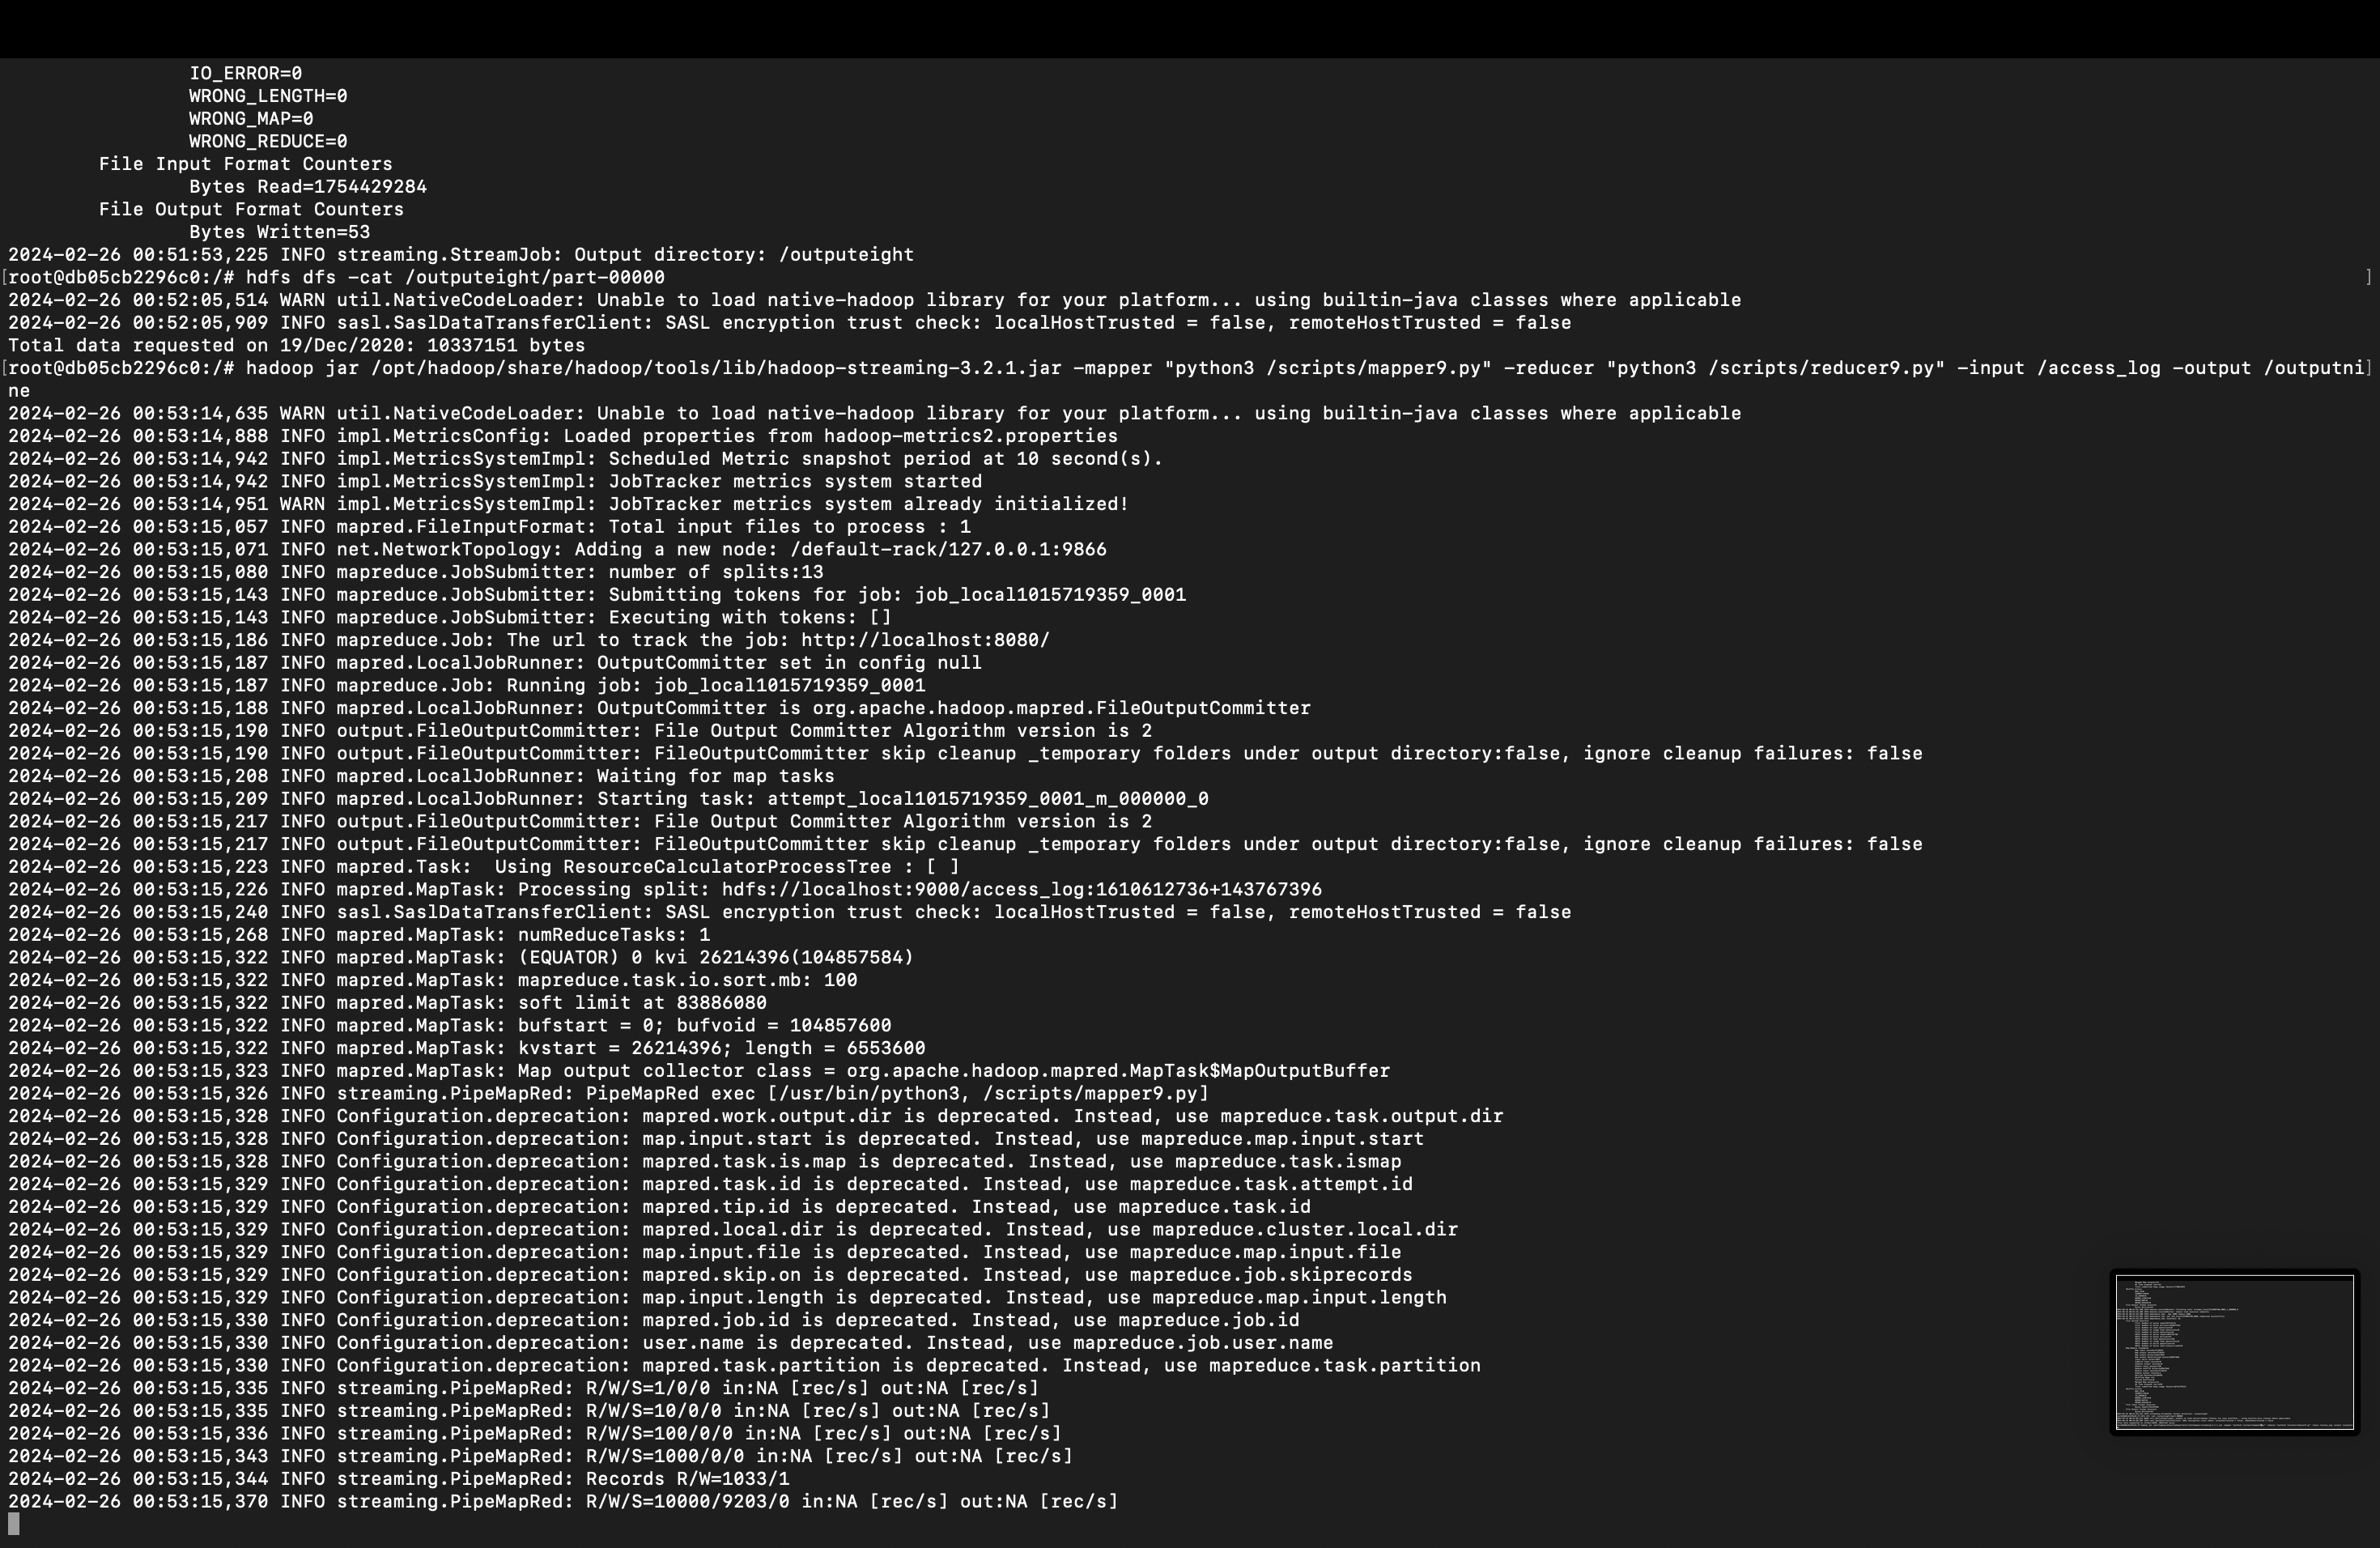 IO_ERROR=0
WRONG_LENGTH=0
WRONG_MAP=0
WRONG_REDUCE=0
File Input Format Counters
Bytes Read=1754429284
File Output Format Counters
Bytes Written=53
2024-02-26 00:51:53,225 INFO streaming.StreamJob: Output directory: /outputeight
[root@db05cb2296c0:/# hdfs dfs -cat /outputeight/part-00000 ]
2024-02-26 00:52:05,514 WARN util.NativeCodeLoader: Unable to load native-hadoop library for your platform... using builtin-java classes where applicable
2024-02-26 00:52:05,909 INFO sasl.SaslDataTransferClient: SASL encryption trust check: localHostTrusted = false, remoteHostTrusted = false
Total data requested on 19/Dec/2020: 10337151 bytes
[root@db05cb2296c0:/# hadoop jar /opt/hadoop/share/hadoop/tools/lib/hadoop-streaming-3.2.1.jar -mapper "python3 /scripts/mapper9.py" -reducer "python3 /scripts/reducer9.py" -input /access_log -output /outputni]
ne
2024-02-26 00:53:14,635 WARN util.NativeCodeLoader: Unable to load native-hadoop library for your platform... using builtin-java classes where applicable
2024-02-26 00:53:14,888 INFO impl.MetricsConfig: Loaded properties from hadoop-metrics2.properties
2024-02-26 00:53:14,942 INFO impl.MetricsSystemImpl: Scheduled Metric snapshot period at 10 second(s).
2024-02-26 00:53:14,942 INFO impl.MetricsSystemImpl: JobTracker metrics system started
2024-02-26 00:53:14,951 WARN impl.MetricsSystemImpl: JobTracker metrics system already initialized!
2024-02-26 00:53:15,057 INFO mapred.FileInputFormat: Total input files to process : 1
2024-02-26 00:53:15,071 INFO net.NetworkTopology: Adding a new node: /default-rack/127.0.0.1:9866
2024-02-26 00:53:15,080 INFO mapreduce.JobSubmitter: number of splits:13
2024-02-26 00:53:15,143 INFO mapreduce.JobSubmitter: Submitting tokens for job: job_local1015719359_0001
2024-02-26 00:53:15,143 INFO mapreduce.JobSubmitter: Executing with tokens: []
2024-02-26 00:53:15,186 INFO mapreduce.Job: The url to track the job: http://localhost:8080/
2024-02-26 00:53:15,187 INFO mapred.LocalJobRunner: OutputCommitter set in config null
2024-02-26 00:53:15,187 INFO mapreduce.Job: Running job: job_local1015719359_0001
2024-02-26 00:53:15,188 INFO mapred.LocalJobRunner: OutputCommitter is org.apache.hadoop.mapred.FileOutputCommitter
2024-02-26 00:53:15,190 INFO output.FileOutputCommitter: File Output Committer Algorithm version is 2
2024-02-26 00:53:15,190 INFO output.FileOutputCommitter: FileOutputCommitter skip cleanup _temporary folders under output directory:false, ignore cleanup failures: false
2024-02-26 00:53:15,208 INFO mapred.LocalJobRunner: Waiting for map tasks
2024-02-26 00:53:15,209 INFO mapred.LocalJobRunner: Starting task: attempt_local1015719359_0001_m_000000_0
2024-02-26 00:53:15,217 INFO output.FileOutputCommitter: File Output Committer Algorithm version is 2
2024-02-26 00:53:15,217 INFO output.FileOutputCommitter: FileOutputCommitter skip cleanup _temporary folders under output directory:false, ignore cleanup failures: false
2024-02-26 00:53:15,223 INFO mapred.Task:  Using ResourceCalculatorProcessTree : [ ]
2024-02-26 00:53:15,226 INFO mapred.MapTask: Processing split: hdfs://localhost:9000/access_log:1610612736+143767396
2024-02-26 00:53:15,240 INFO sasl.SaslDataTransferClient: SASL encryption trust check: localHostTrusted = false, remoteHostTrusted = false
2024-02-26 00:53:15,268 INFO mapred.MapTask: numReduceTasks: 1
2024-02-26 00:53:15,322 INFO mapred.MapTask: (EQUATOR) 0 kvi 26214396(104857584)
2024-02-26 00:53:15,322 INFO mapred.MapTask: mapreduce.task.io.sort.mb: 100
2024-02-26 00:53:15,322 INFO mapred.MapTask: soft limit at 83886080
2024-02-26 00:53:15,322 INFO mapred.MapTask: bufstart = 0; bufvoid = 104857600
2024-02-26 00:53:15,322 INFO mapred.MapTask: kvstart = 26214396; length = 6553600
2024-02-26 00:53:15,323 INFO mapred.MapTask: Map output collector class = org.apache.hadoop.mapred.MapTask$MapOutputBuffer
2024-02-26 00:53:15,326 INFO streaming.PipeMapRed: PipeMapRed exec [/usr/bin/python3, /scripts/mapper9.py]
2024-02-26 00:53:15,328 INFO Configuration.deprecation: mapred.work.output.dir is deprecated. Instead, use mapreduce.task.output.dir
2024-02-26 00:53:15,328 INFO Configuration.deprecation: map.input.start is deprecated. Instead, use mapreduce.map.input.start
2024-02-26 00:53:15,328 INFO Configuration.deprecation: mapred.task.is.map is deprecated. Instead, use mapreduce.task.ismap
2024-02-26 00:53:15,329 INFO Configuration.deprecation: mapred.task.id is deprecated. Instead, use mapreduce.task.attempt.id
2024-02-26 00:53:15,329 INFO Configuration.deprecation: mapred.tip.id is deprecated. Instead, use mapreduce.task.id
2024-02-26 00:53:15,329 INFO Configuration.deprecation: mapred.local.dir is deprecated. Instead, use mapreduce.cluster.local.dir
2024-02-26 00:53:15,329 INFO Configuration.deprecation: map.input.file is deprecated. Instead, use mapreduce.map.input.file
2024-02-26 00:53:15,329 INFO Configuration.deprecation: mapred.skip.on is deprecated. Instead, use mapreduce.job.skiprecords
2024-02-26 00:53:15,329 INFO Configuration.deprecation: map.input.length is deprecated. Instead, use mapreduce.map.input.length
2024-02-26 00:53:15,330 INFO Configuration.deprecation: mapred.job.id is deprecated. Instead, use mapreduce.job.id
2024-02-26 00:53:15,330 INFO Configuration.deprecation: user.name is deprecated. Instead, use mapreduce.job.user.name
2024-02-26 00:53:15,330 INFO Configuration.deprecation: mapred.task.partition is deprecated. Instead, use mapreduce.task.partition
2024-02-26 00:53:15,335 INFO streaming.PipeMapRed: R/W/S=1/0/0 in:NA [rec/s] out:NA [rec/s]
2024-02-26 00:53:15,335 INFO streaming.PipeMapRed: R/W/S=10/0/0 in:NA [rec/s] out:NA [rec/s]
2024-02-26 00:53:15,336 INFO streaming.PipeMapRed: R/W/S=100/0/0 in:NA [rec/s] out:NA [rec/s]
2024-02-26 00:53:15,343 INFO streaming.PipeMapRed: R/W/S=1000/0/0 in:NA [rec/s] out:NA [rec/s]
2024-02-26 00:53:15,344 INFO streaming.PipeMapRed: Records R/W=1033/1
2024-02-26 00:53:15,370 INFO streaming.PipeMapRed: R/W/S=10000/9203/0 in:NA [rec/s] out:NA [rec/s]